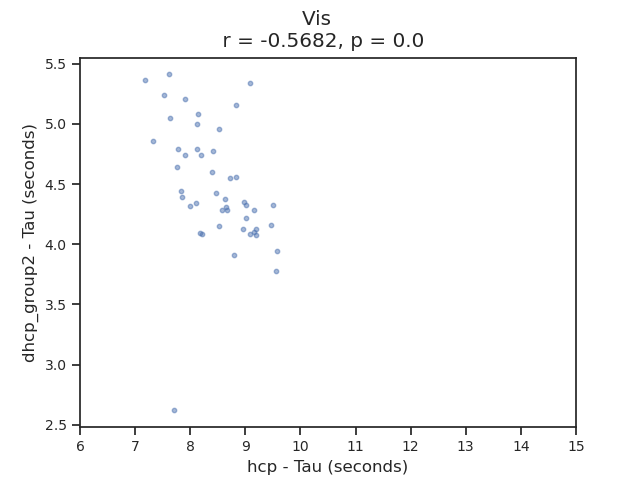 Vis
r = -0.5682, p = 0.0
5.5
5.0
4.5
4.0
3.5
3.0
2.5
dhcp_group2 - Tau (seconds)
6 7 8 9 10 11 12 13 14 15
hcp - Tau (seconds)